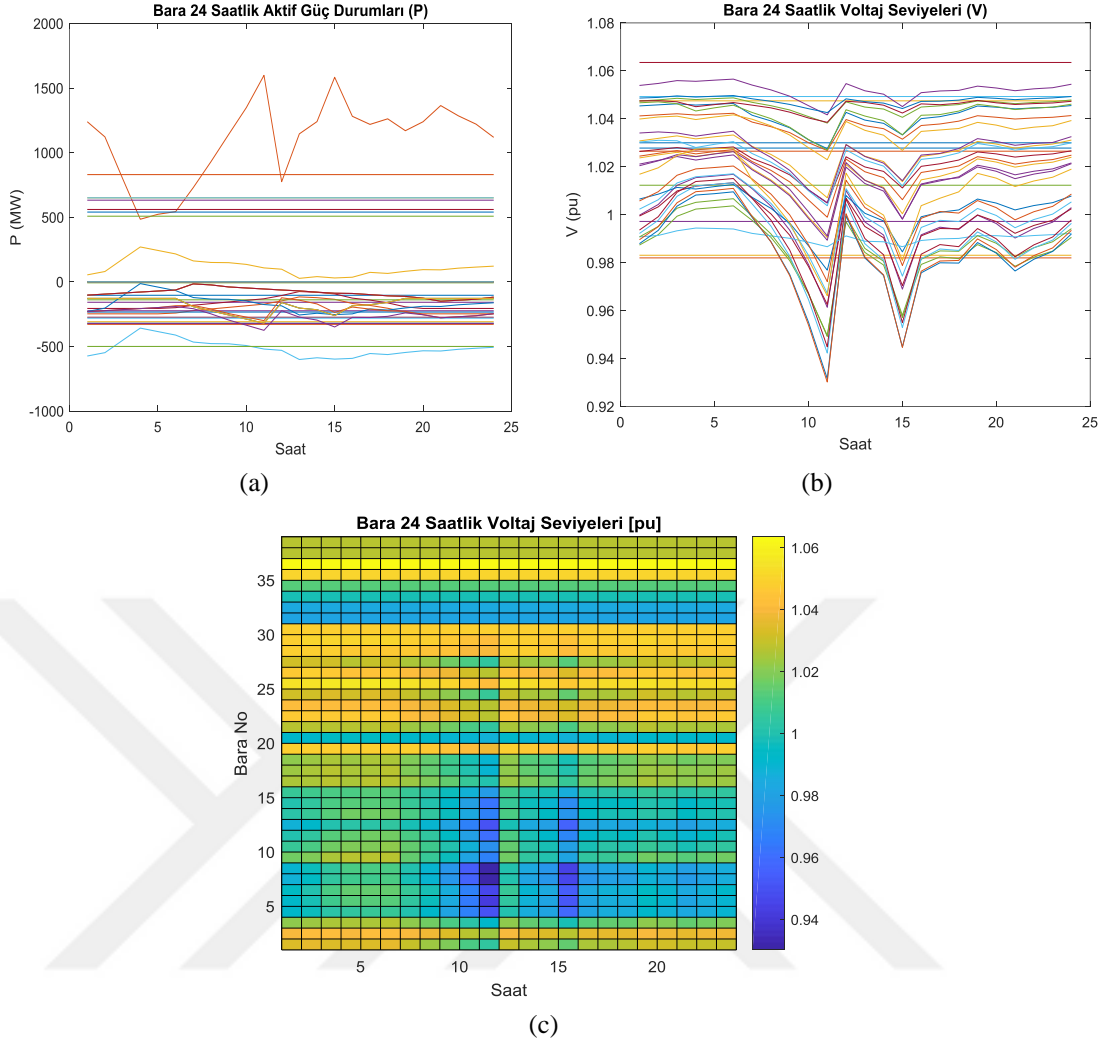 Bara 24 Saatlik Aktif Güç Durumları (P)
2000
1500
1000
500
0
-500
-1000
P (MW)
0 5 10 15 20 25
Saat
(a)
Bara 24 Saatlik Voltaj Seviyeleri (V)
1.08
1.06
1.04
1.02
1
0.98
0.96
0.94
0.92
V (pu)
0 5 10 15 20 25
Saat
(b)
Bara 24 Saatlik Voltaj Seviyeleri [pu]
35
30
25
20
15
10
5
Bara No
5 10 15 20
Saat
1.06
1.04
1.02
1
0.98
0.96
0.94
(c)